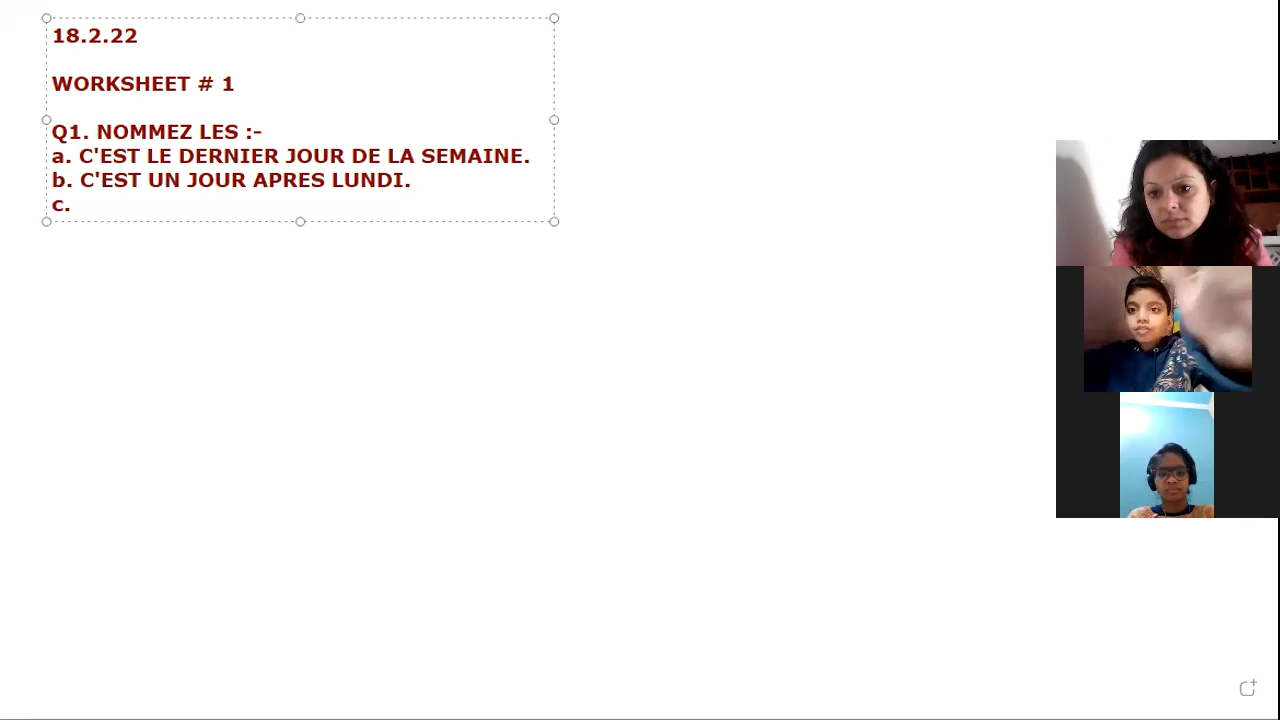 18.2.22
WORKSHEET # 1
Q1. NOMMEZ LES :-
a. C'EST LE DERNIER JOUR DE LA SEMAINE.
b. C'EST UN JOUR APRES LUNDI.
c.